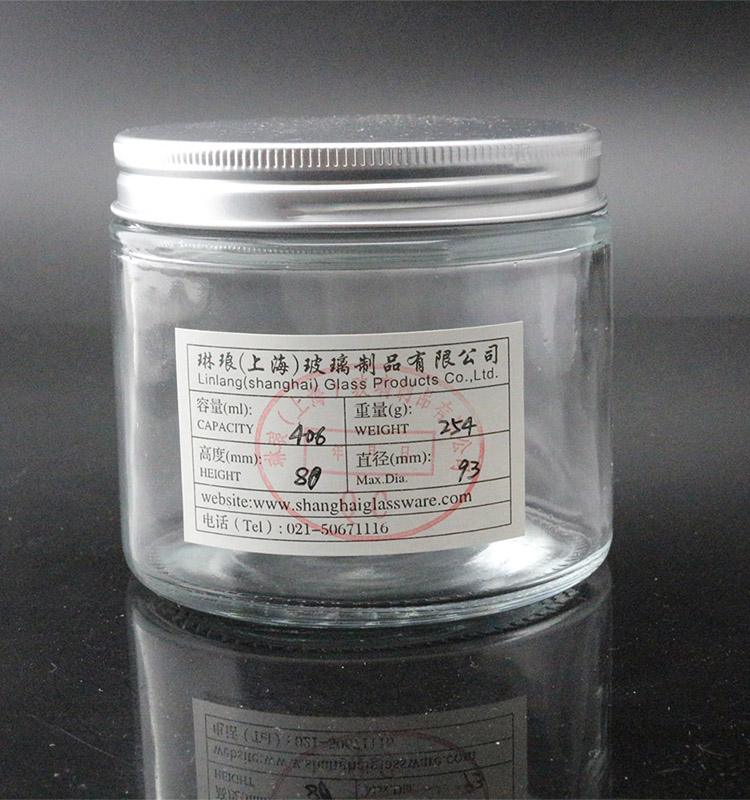 琳琅(上海)玻璃制品有限公司
Linlang(shanghai) Glass Products Co.,Ltd.
容量(ml): 重量(g):
CAPACITY 406 WEIGHT 254
高度(mm): 直径(mm):
HEIGHT 80 Max.Dia. 93
website:www.shanghaiglassware.com
电话(Tel):021-50671116